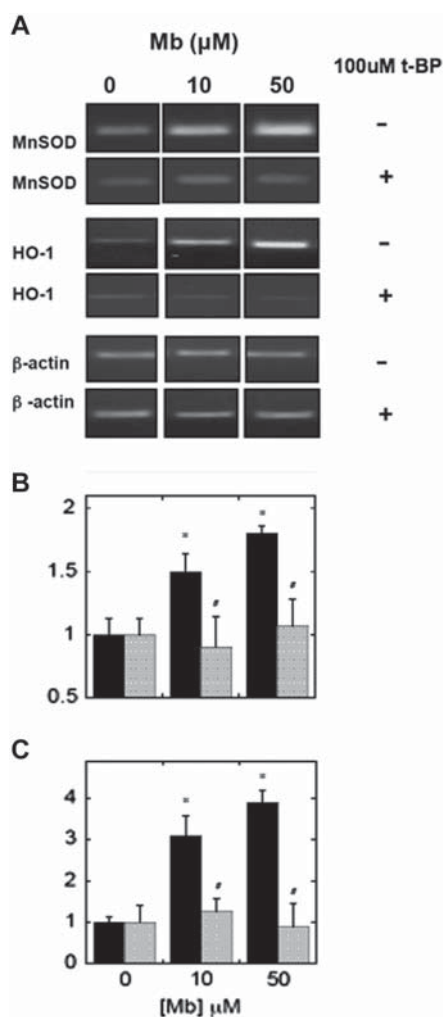 A
Mb (µM)
100uM t-BP
0 10 50
MnSOD -
MnSOD +
HO-1 -
HO-1 +
β-actin -
β -actin +
B
2
* *
1.5
# #
1
0.5
C
* *
4
3
2
# #
1
0
0 10 50
[Mb] µM